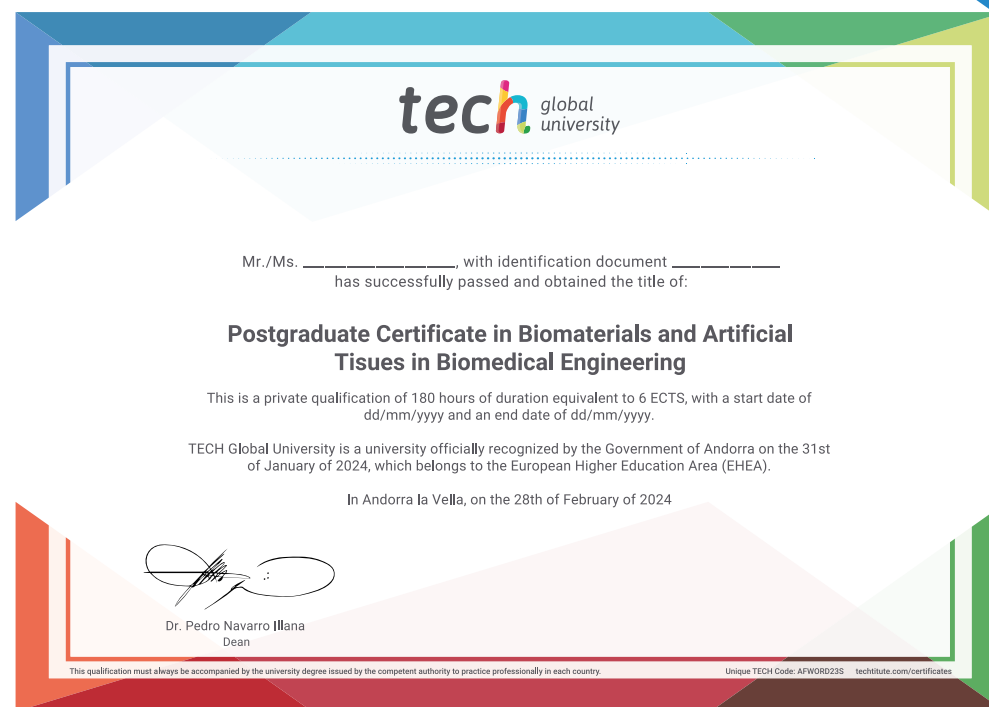 tech global university
Mr./Ms. ____________, with identification document ________
has successfully passed and obtained the title of:
Postgraduate Certificate in Biomaterials and Artificial
Tisues in Biomedical Engineering
This is a private qualification of 180 hours of duration equivalent to 6 ECTS, with a start date of
dd/mm/yyyy and an end date of dd/mm/yyyy.
TECH Global University is a university officially recognized by the Government of Andorra on the 31st
of January of 2024, which belongs to the European Higher Education Area (EHEA).
In Andorra la Vella, on the 28th of February of 2024
Dr. Pedro Navarro Illana
Dean
This qualification must always be accompanied by the university degree issued by the competent authority to practice professionally in each country.
Unique TECH Code: AFWORD23S techtitute.com/certificates